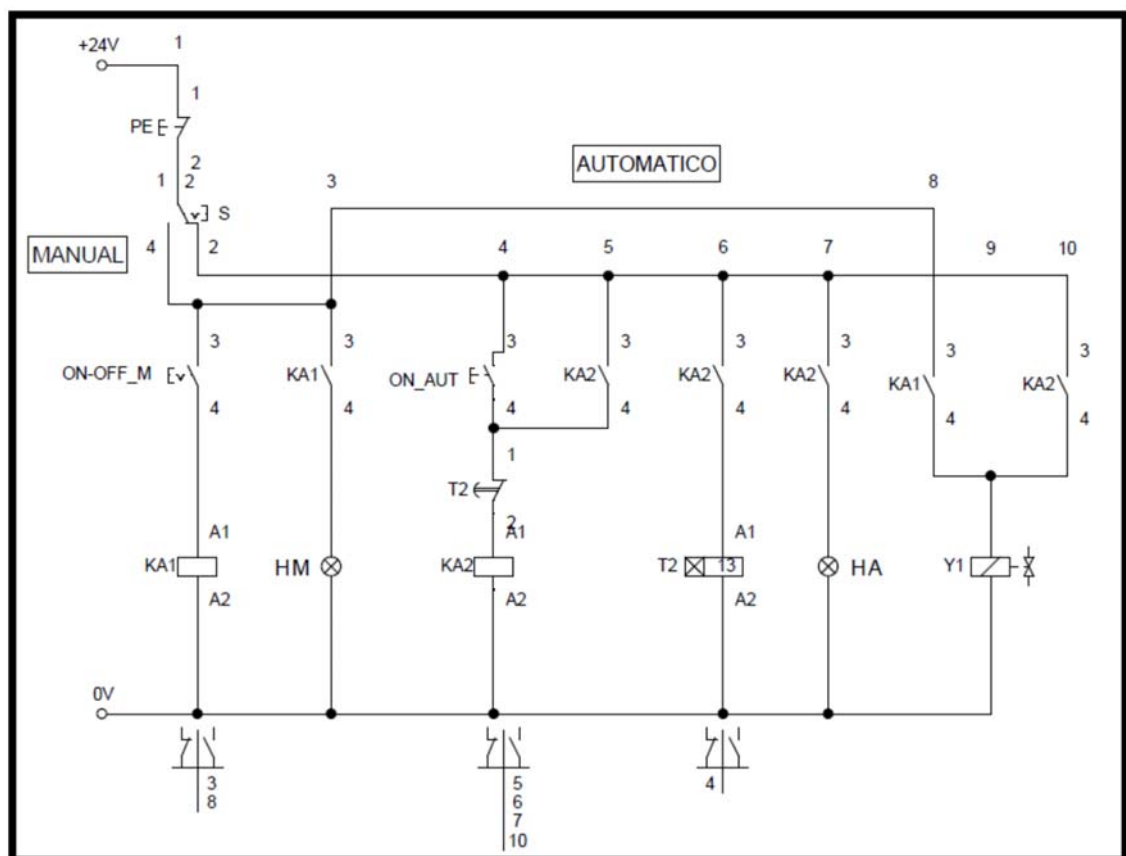 +24V 1
1
PE
2
1 2 3 AUTOMATICO 8
S
MANUAL 4 2 4 5 6 7 9 10
3 3 3 3 3 3 3 3
ON-OFF_M KA1 ON_AUT KA2 KA2 KA2 KA1 KA2
4 4 4 4 4 4 4 4
1
T2
2
A1 A1 A1
KA1 HM KA2 T2 13 HA Y1
A2 A2 A2
0V
3 5 4
8 6
7
10